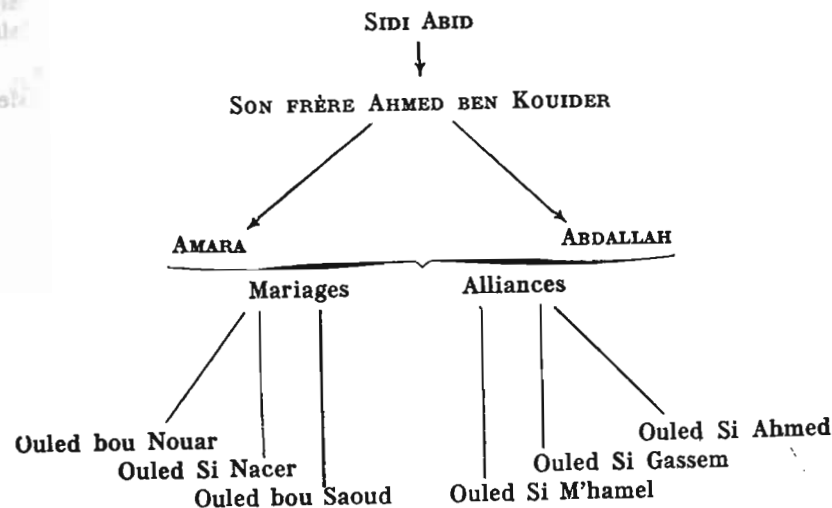 SIDI ABID
SON FRÈRE AHMED BEN KOUIDER
AMARA
ABDALLAH
Mariages
Alliances
Ouled bou Nouar
Ouled Si Nacer
Ouled bou Saoud
Ouled Si M'hamel
Ouled Si Gassem
Ouled Si Ahmed